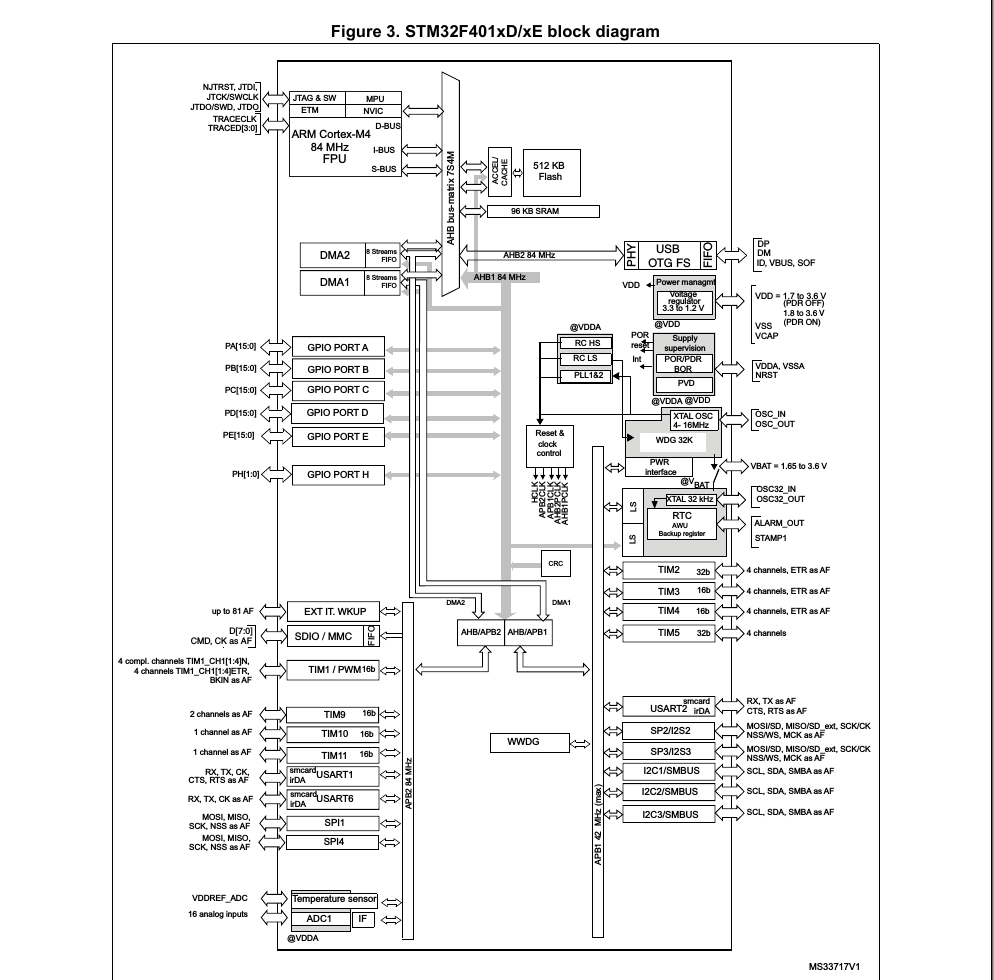 Figure 3. STM32F401xD/xE block diagram
NJTRST, JTDI,
JTCK/SWCLK
JTDO/SWD, JTDO
TRACECLK
TRACED[3:0]
JTAG & SW
MPU
ETM
NVIC
D-BUS
ARM Cortex-M4
84 MHz
FPU
I-BUS
S-BUS
AHB bus-matrix 7S4M
ACCEL/
CACHE
512 KB
Flash
96 KB SRAM
DMA2
8 Streams
FIFO
DMA1
8 Streams
FIFO
AHB2 84 MHz
AHB1 84 MHz
PHY
USB
OTG FS
FIFO
DP
DM
ID, VBUS, SOF
VDD
Power managmt
Voltage
regulator
3.3 to 1.2 V
@VDD
VDD = 1.7 to 3.6 V
(PDR OFF)
1.8 to 3.6 V
(PDR ON)
VSS
VCAP
@VDDA
RC HS
RC LS
PLL1&2
POR
reset
Int
Supply
supervision
POR/PDR
BOR
PVD
@VDDA @VDD
VDDA, VSSA
NRST
PA[15:0]
GPIO PORT A
PB[15:0]
GPIO PORT B
PC[15:0]
GPIO PORT C
PD[15:0]
GPIO PORT D
PE[15:0]
GPIO PORT E
PH[1:0]
GPIO PORT H
XTAL OSC
4- 16MHz
WDG 32K
OSC_IN
OSC_OUT
Reset &
clock
control
HCLK
APB2CLK
APB1CLK
AHB2PCLK
AHB1PCLK
PWR
interface
VBAT = 1.65 to 3.6 V
@VBAT
LS
LS
XTAL 32 kHz
RTC
AWU
Backup register
OSC32_IN
OSC32_OUT
ALARM_OUT
STAMP1
CRC
TIM2
32b
4 channels, ETR as AF
TIM3
16b
4 channels, ETR as AF
TIM4
16b
4 channels, ETR as AF
TIM5
32b
4 channels
DMA2
DMA1
AHB/APB2
AHB/APB1
up to 81 AF
EXT IT. WKUP
D[7:0]
CMD, CK as AF
SDIO / MMC
FIFO
4 compl. channels TIM1_CH1[1:4]N,
4 channels TIM1_CH1[1:4]ETR,
BKIN as AF
TIM1 / PWM
16b
2 channels as AF
TIM9
16b
1 channel as AF
TIM10
16b
1 channel as AF
TIM11
16b
RX, TX, CK,
CTS, RTS as AF
smcard
irDA
USART1
RX, TX, CK as AF
smcard
irDA
USART6
MOSI, MISO,
SCK, NSS as AF
SPI1
MOSI, MISO,
SCK, NSS as AF
SPI4
APB2 84 MHz
WWDG
APB1 42 MHz (max)
USART2
smcard
irDA
RX, TX as AF
CTS, RTS as AF
SP2/I2S2
MOSI/SD, MISO/SD_ext, SCK/CK
NSS/WS, MCK as AF
SP3/I2S3
MOSI/SD, MISO/SD_ext, SCK/CK
NSS/WS, MCK as AF
I2C1/SMBUS
SCL, SDA, SMBA as AF
I2C2/SMBUS
SCL, SDA, SMBA as AF
I2C3/SMBUS
SCL, SDA, SMBA as AF
VDDREF_ADC
Temperature sensor
16 analog inputs
ADC1
IF
@VDDA
MS33717V1